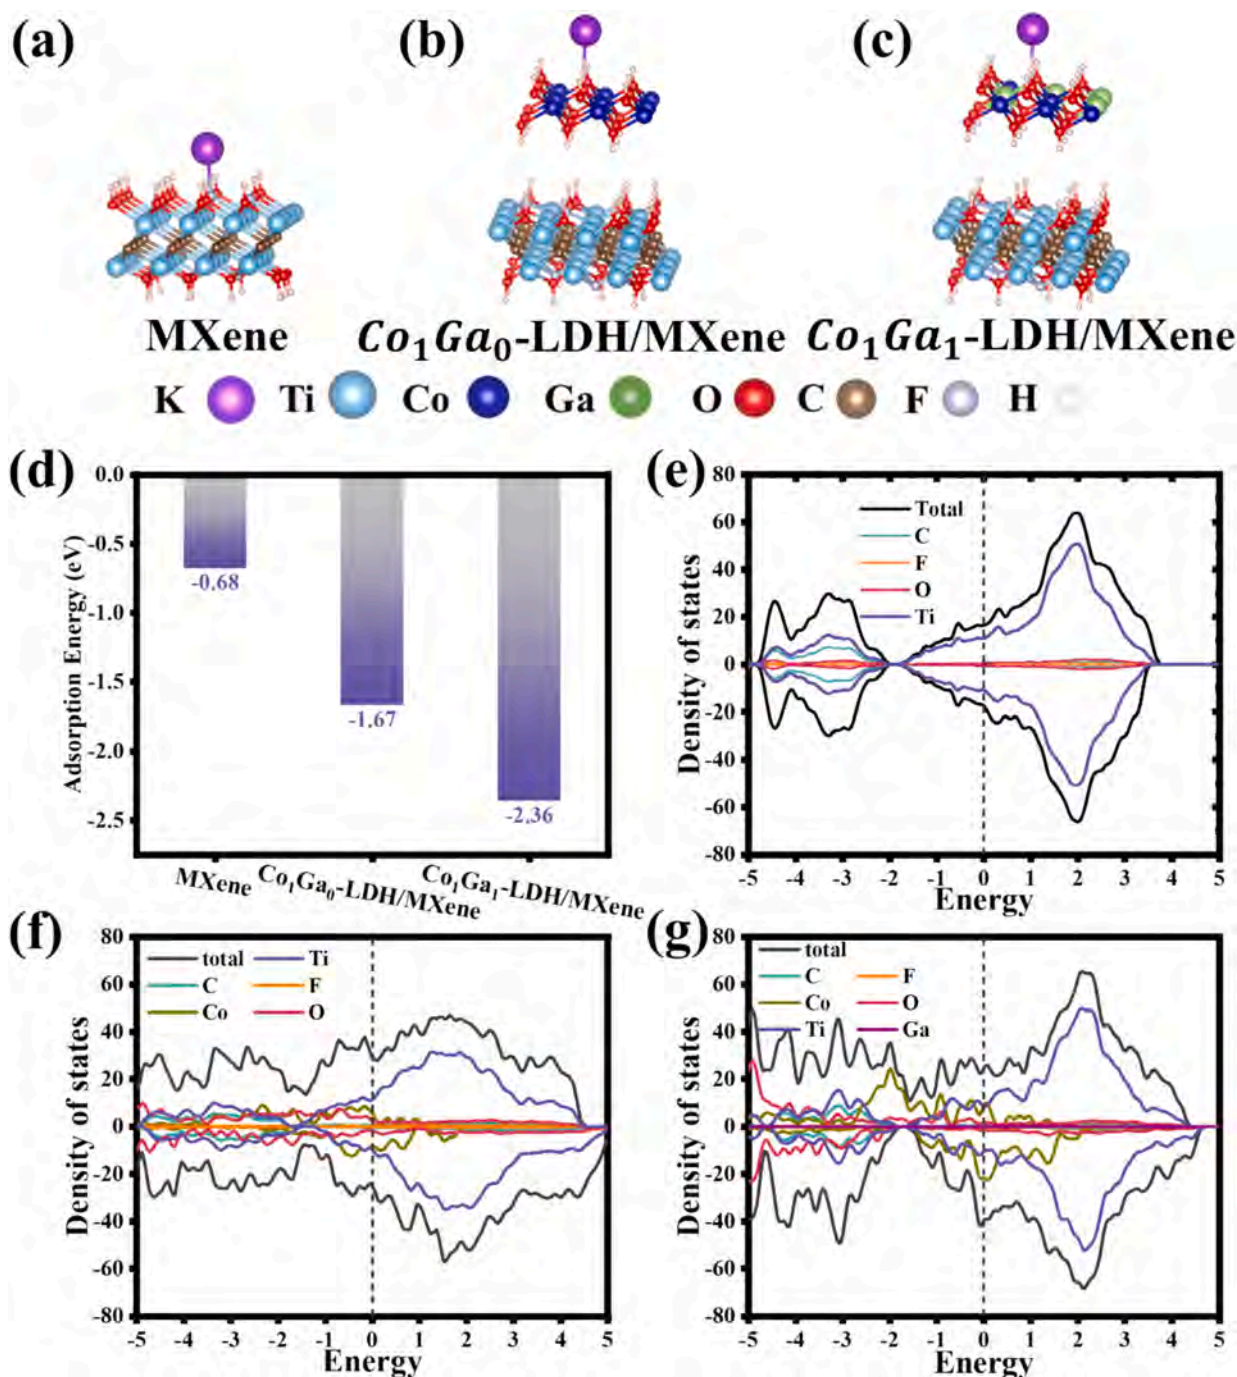 (a)
(b)
(c)
MXene
Co₁Ga₀-LDH/MXene
Co₁Ga₁-LDH/MXene
K Ti Co Ga O C F H
(d)
Adsorption Energy (eV)
0.0
-0.5
-1.0
-1.5
-2.0
-2.5
-0.68
-1.67
-2.36
MXene
Co₁Ga₀-LDH/MXene
Co₁Ga₁-LDH/MXene
(e)
Density of states
80
60
40
20
0
-20
-40
-60
-80
Total
C
F
O
Ti
-5 -4 -3 -2 -1 0 1 2 3 4 5
Energy
(f)
Density of states
80
60
40
20
0
-20
-40
-60
-80
total Ti
C F
Co O
-5 -4 -3 -2 -1 0 1 2 3 4 5
Energy
(g)
Density of states
80
60
40
20
0
-20
-40
-60
-80
total
C F
Co O
Ti Ga
-5 -4 -3 -2 -1 0 1 2 3 4 5
Energy